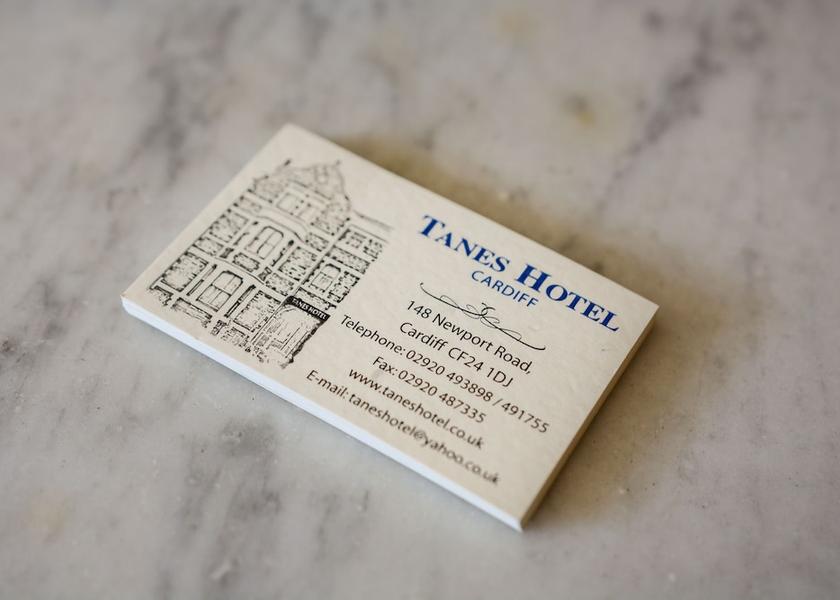 TANES HOTEL
CARDIFF
148 Newport Road,
Cardiff CF24 1DJ
Telephone: 02920 493898 / 491755
Fax: 02920 487335
www.taneshotel.co.uk
E-mail: taneshotel@yahoo.co.uk
TANES HOTEL